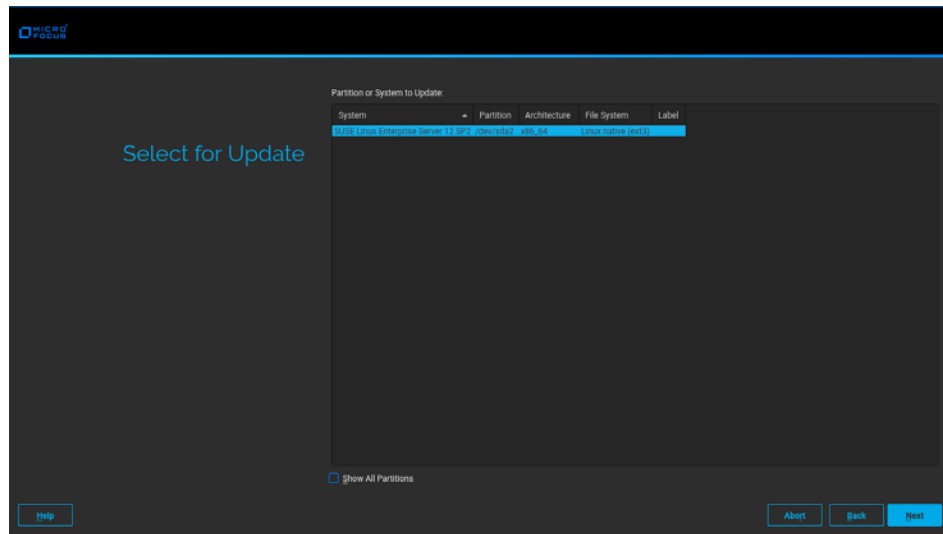 MICRO
FOCUS
Partition or System to Update:
System Partition Architecture File System Label
SUSE Linux Enterprise Server 12 SP2 /dev/sda2 x86_64 Linux native (ext3)
Select for Update
Show All Partitions
Help Abort Back Next